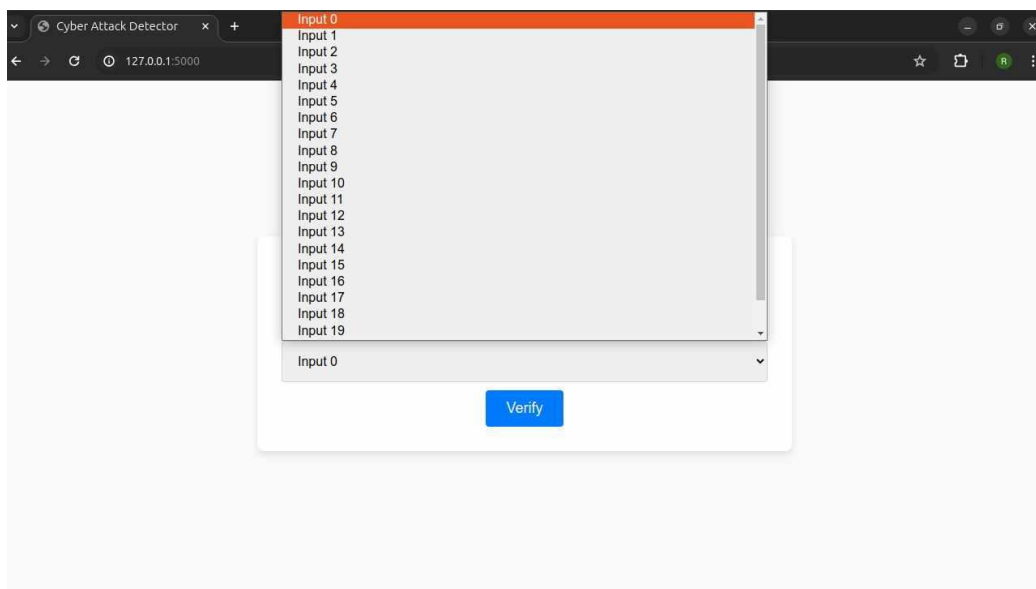 Cyber Attack Detector
127.0.0.1:5000
R
Input 0
Input 1
Input 2
Input 3
Input 4
Input 5
Input 6
Input 7
Input 8
Input 9
Input 10
Input 11
Input 12
Input 13
Input 14
Input 15
Input 16
Input 17
Input 18
Input 19
Input 0
Verify